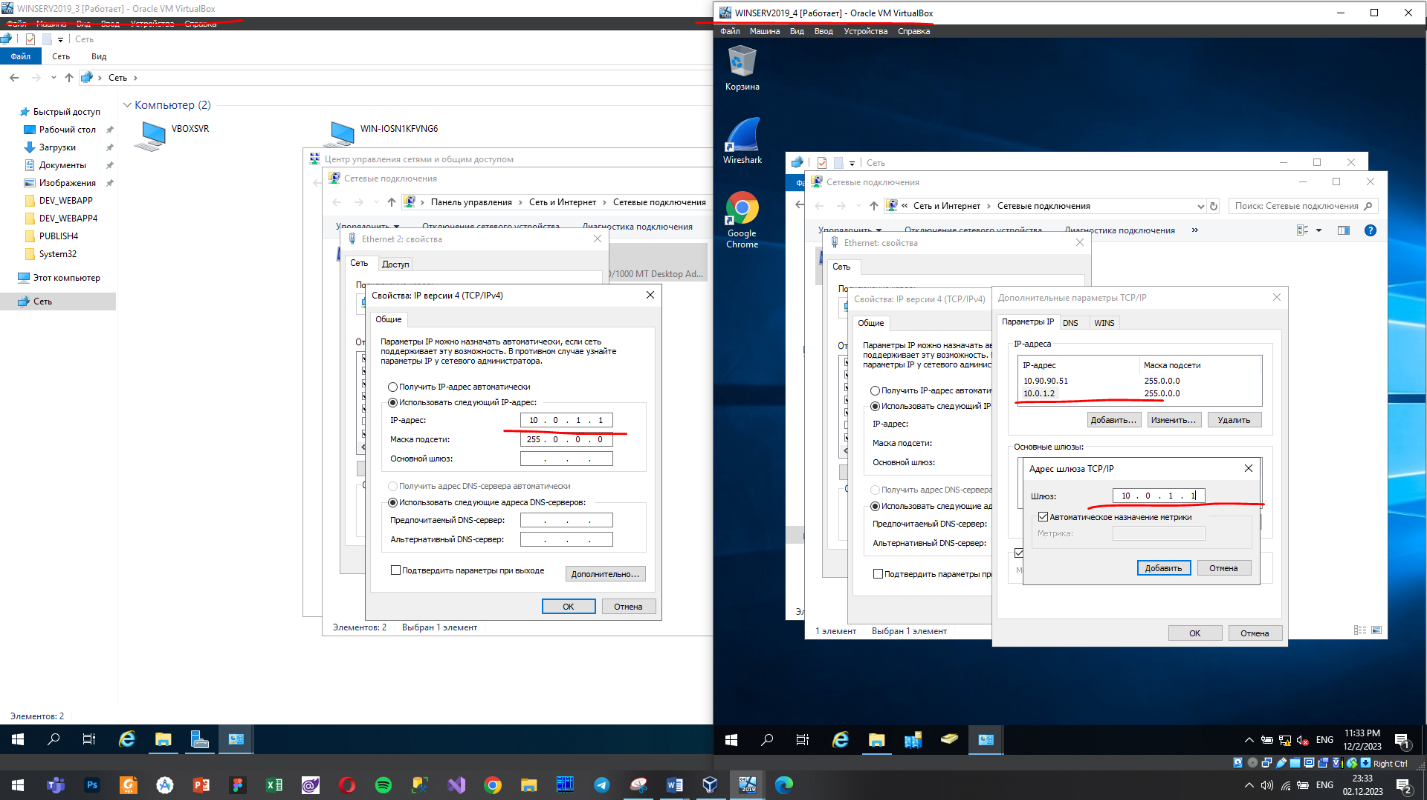 WINSERV2019_3 [Работает] - Oracle VM VirtualBox
Файл Машина Вид Ввод Устройства Справка
Сеть
Файл Сеть Вид
Сеть
Быстрый доступ
Рабочий стол
Загрузки
Документы
Изображения
DEV_WEBAPP
DEV_WEBAPP4
PUBLISH4
System32
Этот компьютер
Сеть
Компьютер (2)
VBOXSVR
WIN-IOSN1KFVNG6
Центр управления сетями и общим доступом
Сетевые подключения
Панель управления > Сеть и Интернет > Сетевые подключения
Упорядочить Отключение сетевого устройства Диагностика подключения
Ethernet 2: свойства
Сеть Доступ
/1000 MT Desktop Ad...
Свойства: IP версии 4 (TCP/IPv4)
Общие
Параметры IP можно назначать автоматически, если сеть
поддерживает эту возможность. В противном случае узнайте
параметры IP у сетевого администратора.
Получить IP-адрес автоматически
Использовать следующий IP-адрес:
IP-адрес: 10 . 0 . 1 . 1
Маска подсети: 255 . 0 . 0 . 0
Основной шлюз: . . .
Получить адрес DNS-сервера автоматически
Использовать следующие адреса DNS-серверов:
Предпочитаемый DNS-сервер: . . .
Альтернативный DNS-сервер: . . .
Подтвердить параметры при выходе
Дополнительно...
OK Отмена
Элементов: 2 Выбран 1 элемент
Элементов: 2
WINSERV2019_4 [Работает] - Oracle VM VirtualBox
Файл Машина Вид Ввод Устройства Справка
Корзина
Wireshark
Google
Chrome
Сеть
Сетевые подключения
« Сеть и Интернет > Сетевые подключения
Поиск: Сетевые подключения
Упорядочить Отключение сетевого устройства Диагностика подключения »
Ethernet: свойства
Сеть
Свойства: IP версии 4 (TCP/IPv4)
Общие
Параметры IP можно назначать ав
поддерживает эту возможность. В
параметры IP у сетевого админис
Получить IP-адрес автомати
Использовать следующий IP
IP-адрес:
Маска подсети:
Основной шлюз:
Получить адрес DNS-сервера
Использовать следующие ад
Предпочитаемый DNS-сервер:
Альтернативный DNS-сервер:
Подтвердить параметры при
Дополнительные параметры TCP/IP
Параметры IP DNS WINS
IP-адреса
IP-адрес Маска подсети
10.90.90.51 255.0.0.0
10.0.1.2 255.0.0.0
Добавить... Изменить... Удалить
Основные шлюзы:
Адрес шлюза TCP/IP
Шлюз: 10 . 0 . 1 . 1
Автоматическое назначение метрики
Метрика:
Добавить Отмена
OK Отмена
1 элемент Выбран 1 элемент
ENG
11:33 PM
12/2/2023
1
Right Ctrl
ENG
23:33
02.12.2023
2